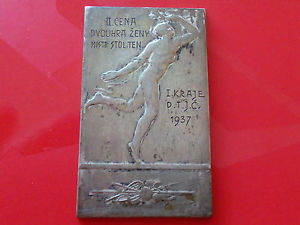 II CENA
DVOUHRA ŽENY
MISTR. STOL. TEN.
I. KRAJE
D.T.J.Č.
1937